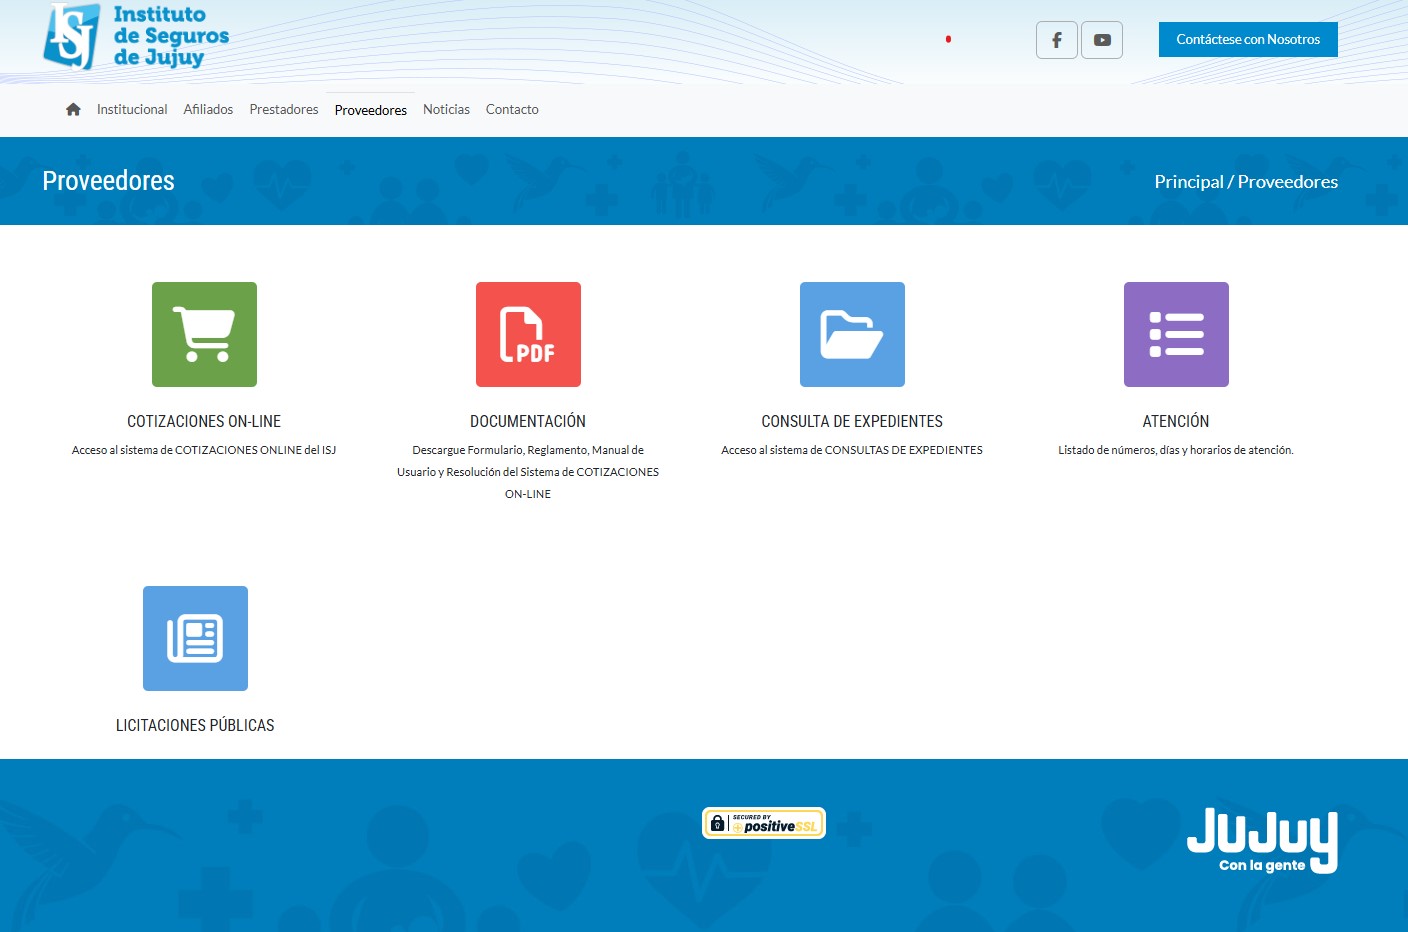 ISJ
Instituto
de Seguros
de Jujuy
Contáctese con Nosotros
Institucional Afiliados Prestadores Proveedores Noticias Contacto
Proveedores
Principal / Proveedores
PDF
COTIZACIONES ON-LINE
Acceso al sistema de COTIZACIONES ONLINE del ISJ
DOCUMENTACIÓN
Descargue Formulario, Reglamento, Manual de
Usuario y Resolución del Sistema de COTIZACIONES
ON-LINE
CONSULTA DE EXPEDIENTES
Acceso al sistema de CONSULTAS DE EXPEDIENTES
ATENCIÓN
Listado de números, días y horarios de atención.
LICITACIONES PÚBLICAS
SECURED BY
positiveSSL
JUJUY
Con la gente